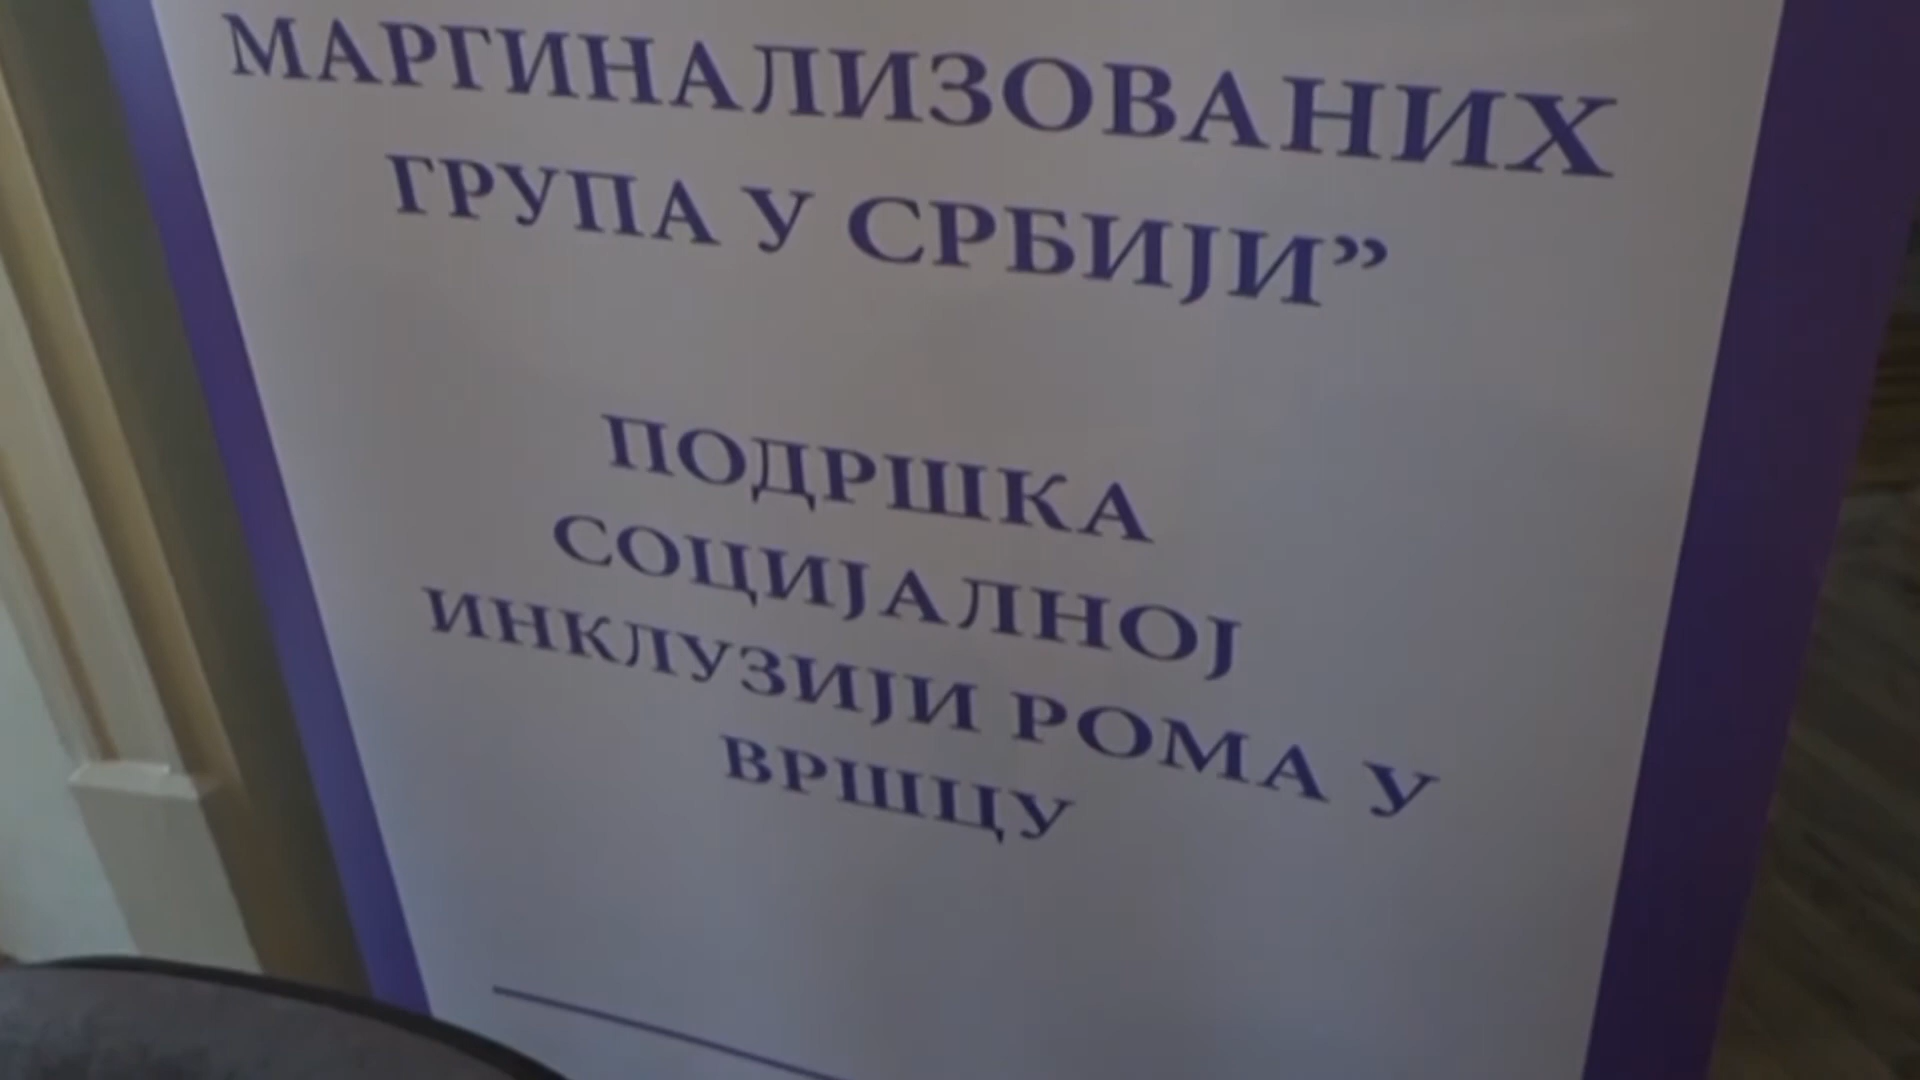 МАРГИНАЛИЗОВАНИХ
ГРУПА У СРБИЈИ”
ПОДРШКА
СОЦИЈАЛНОЈ
ИНКЛУЗИЈИ РОМА У
ВРШЦУ